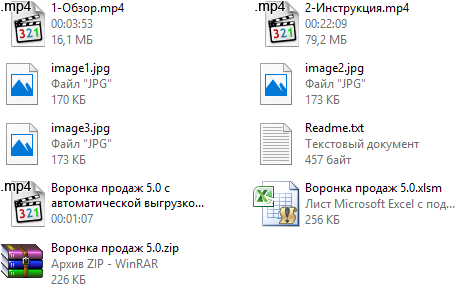 .mp4
1-Обзор.mp4
00:03:53
16,1 МБ
.mp4
2-Инструкция.mp4
00:22:09
79,2 МБ
image1.jpg
Файл "JPG"
170 КБ
image2.jpg
Файл "JPG"
173 КБ
image3.jpg
Файл "JPG"
173 КБ
Readme.txt
Текстовый документ
457 байт
.mp4
Воронка продаж 5.0 с
автоматической выгрузко...
00:01:07
Воронка продаж 5.0.xlsm
Лист Microsoft Excel с под...
256 КБ
Воронка продаж 5.0.zip
Архив ZIP - WinRAR
226 КБ